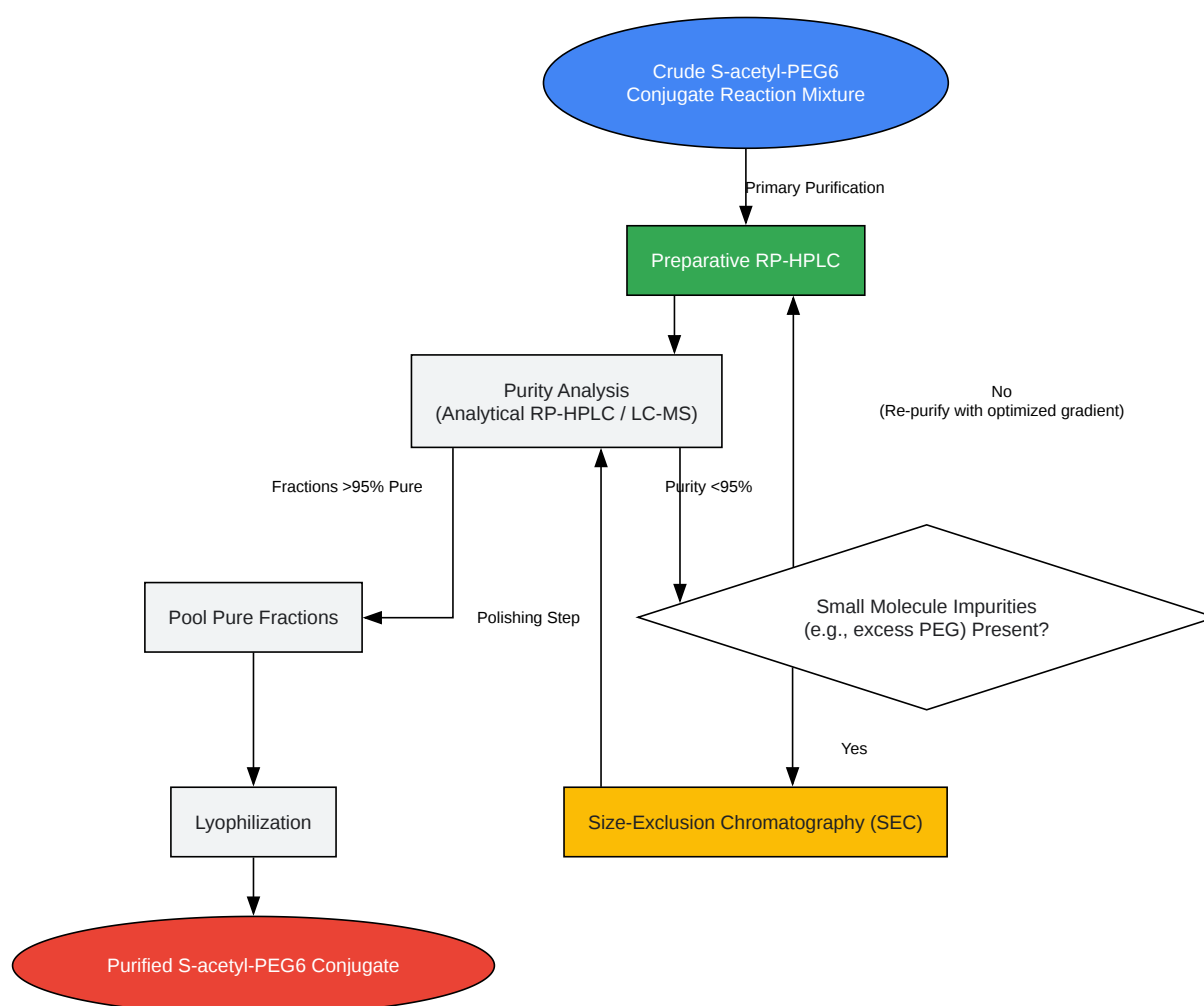 Crude S-acetyl-PEG6
Conjugate Reaction Mixture
Primary Purification
Preparative RP-HPLC
Purity Analysis
(Analytical RP-HPLC / LC-MS)
No
(Re-purify with optimized gradient)
Fractions >95% Pure
Purity <95%
Pool Pure Fractions
Polishing Step
Small Molecule Impurities
(e.g., excess PEG) Present?
Yes
Lyophilization
Size-Exclusion Chromatography (SEC)
Purified S-acetyl-PEG6 Conjugate